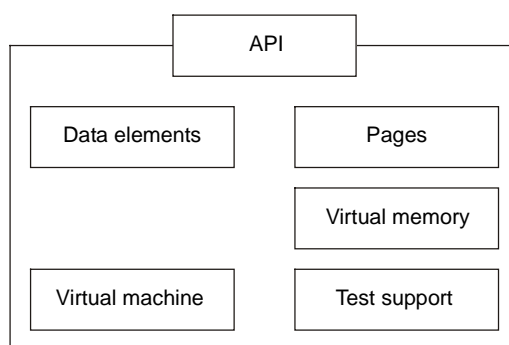 API
Data elements
Pages
Virtual memory
Virtual machine
Test support